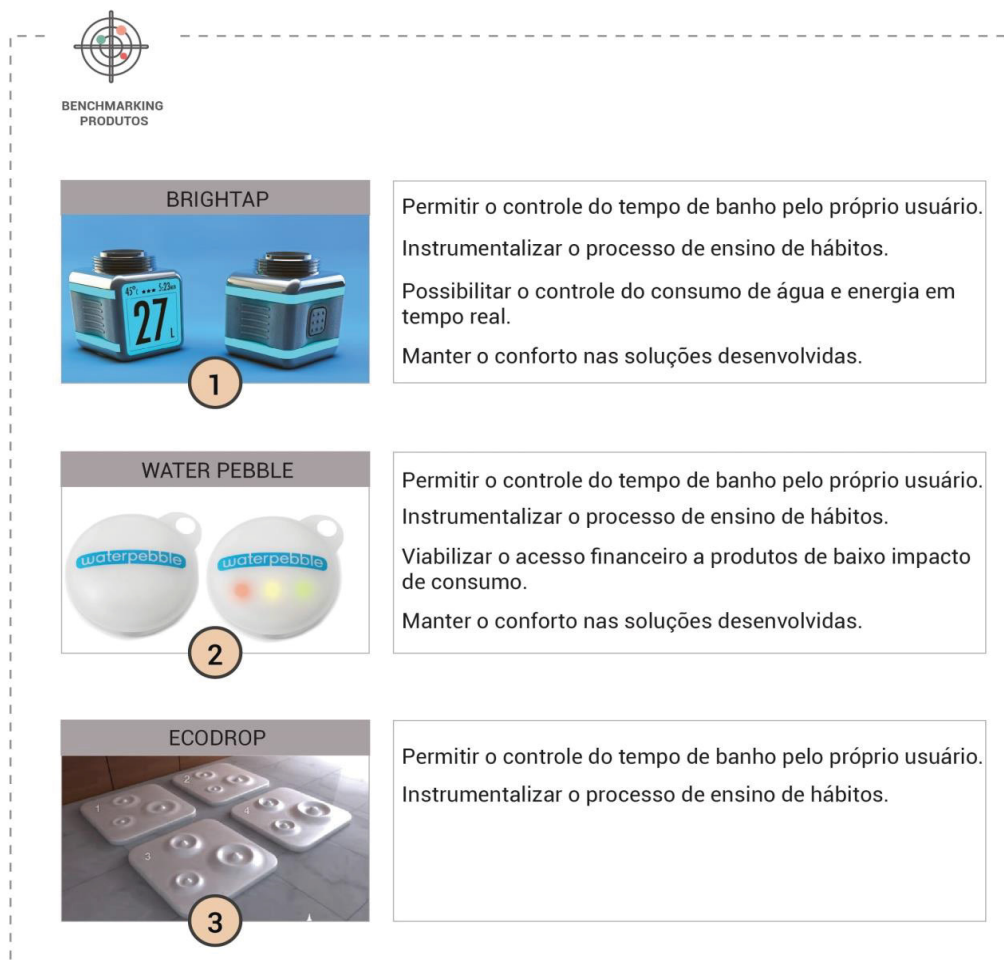 BENCHMARKING
PRODUTOS
BRIGHTAP
45°C 5:23
27 L
1
Permitir o controle do tempo de banho pelo próprio usuário.
Instrumentalizar o processo de ensino de hábitos.
Possibilitar o controle do consumo de água e energia em
tempo real.
Manter o conforto nas soluções desenvolvidas.
WATER PEBBLE
waterpebble
waterpebble
2
Permitir o controle do tempo de banho pelo próprio usuário.
Instrumentalizar o processo de ensino de hábitos.
Viabilizar o acesso financeiro a produtos de baixo impacto
de consumo.
Manter o conforto nas soluções desenvolvidas.
ECODROP
1
2
3
4
3
Permitir o controle do tempo de banho pelo próprio usuário.
Instrumentalizar o processo de ensino de hábitos.